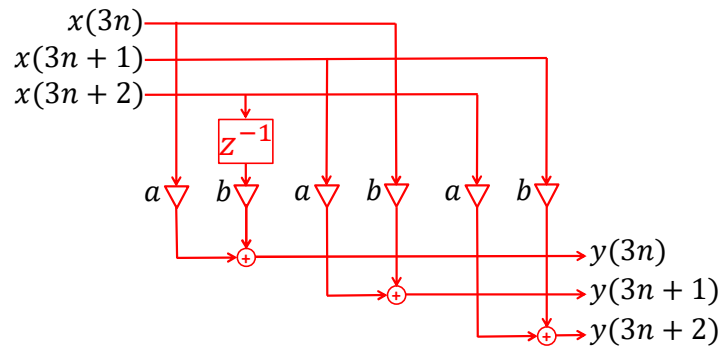 x(3n)
x(3n + 1)
x(3n + 2)
z⁻¹
a b a b a b
y(3n)
y(3n + 1)
y(3n + 2)